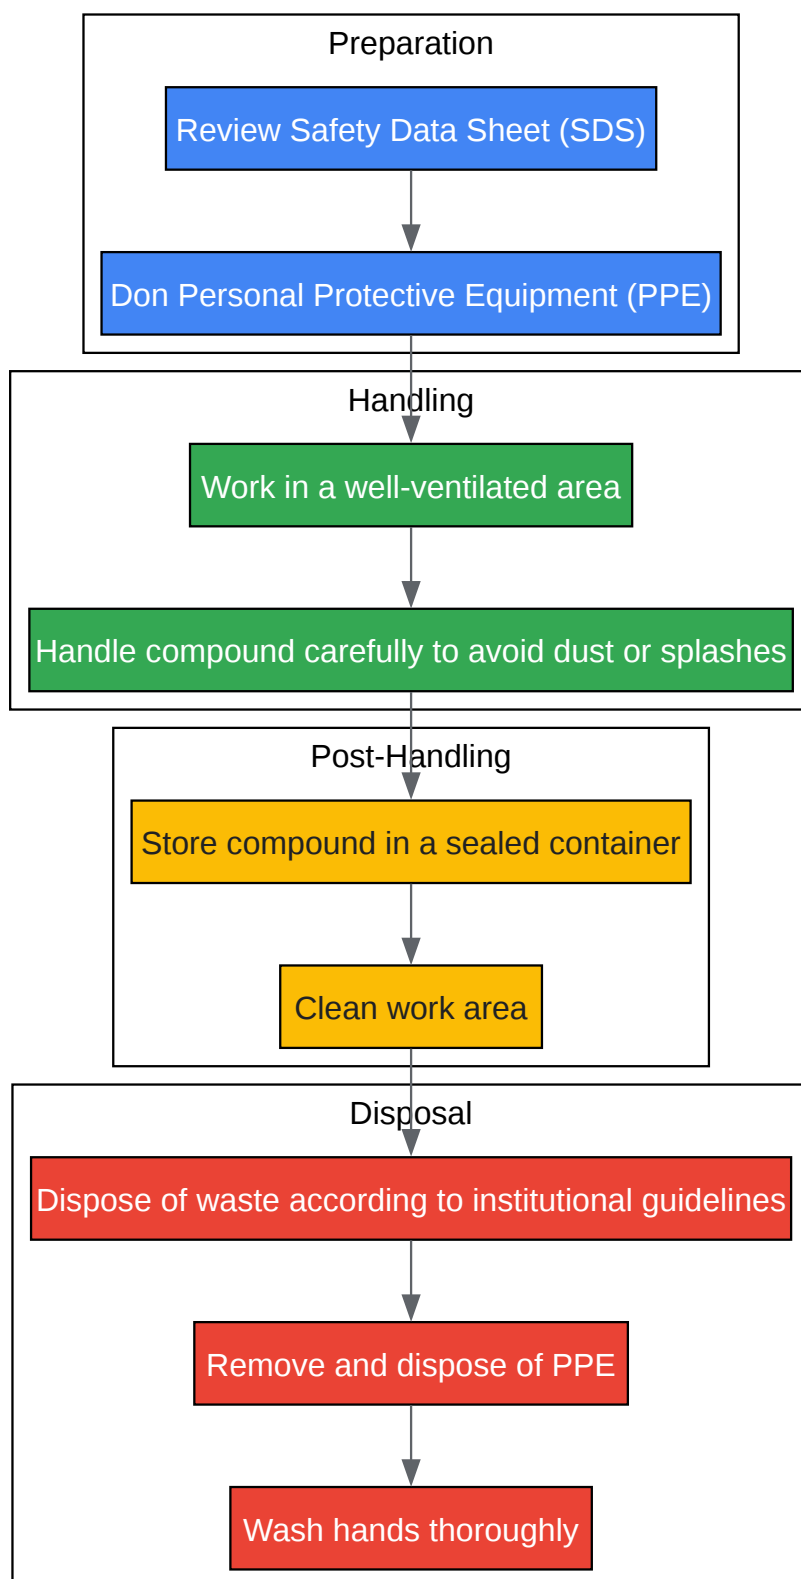 Preparation
Review Safety Data Sheet (SDS)
Don Personal Protective Equipment (PPE)
Handling
Work in a well-ventilated area
Handle compound carefully to avoid dust or splashes
Post-Handling
Store compound in a sealed container
Clean work area
Disposal
Dispose of waste according to institutional guidelines
Remove and dispose of PPE
Wash hands thoroughly